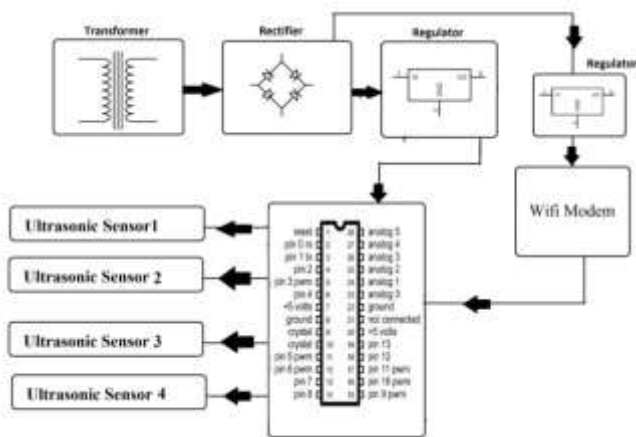 Transformer
Rectifier
Regulator
Regulator
Wifi Modem
Ultrasonic Sensor1
Ultrasonic Sensor 2
Ultrasonic Sensor 3
Ultrasonic Sensor 4
reset
pin 0 rx
pin 1 tx
pin 2
pin 3 pwm
pin 4
+5 volts
ground
crystal
crystal
pin 5 pwm
pin 6 pwm
pin 7
pin 8
analog 5
analog 4
analog 3
analog 2
analog 1
ground
not connected
+5 volts
pin 13
pin 12
pin 11 pwm
pin 10 pwm
pin 9 pwm